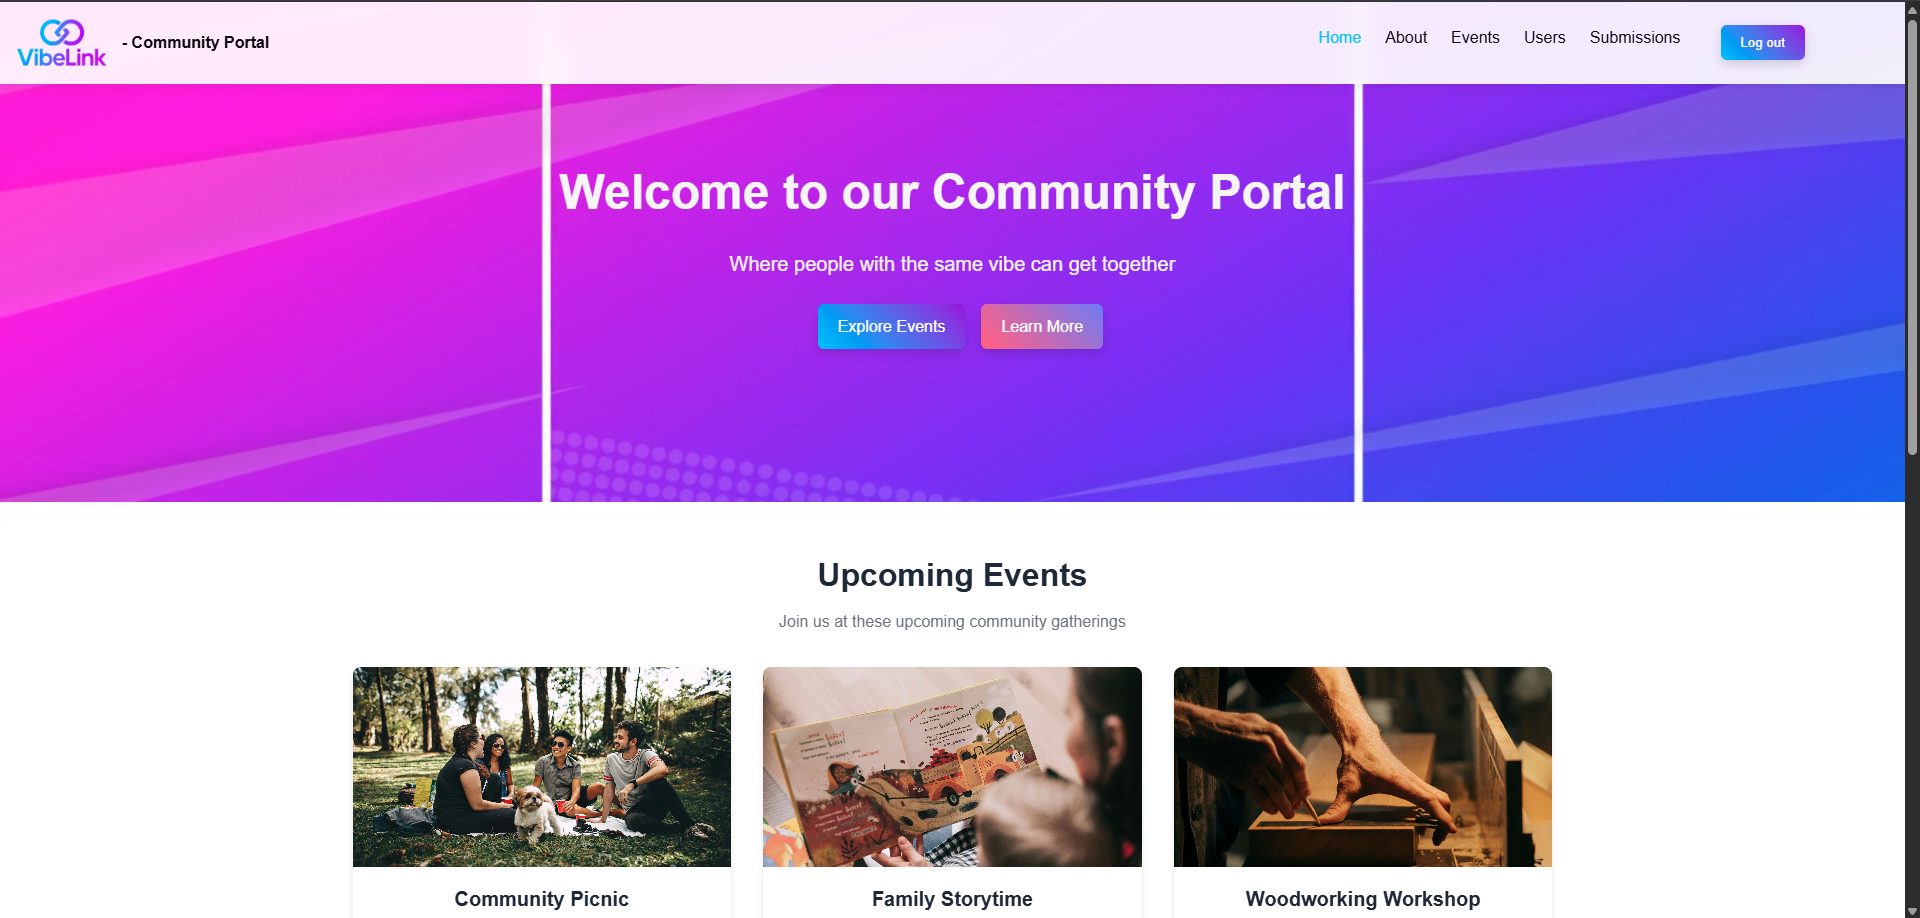 VibeLink
- Community Portal
Home
About
Events
Users
Submissions
Log out
Welcome to our Community Portal
Where people with the same vibe can get together
Explore Events
Learn More
Upcoming Events
Join us at these upcoming community gatherings
Community Picnic
Family Storytime
Woodworking Workshop